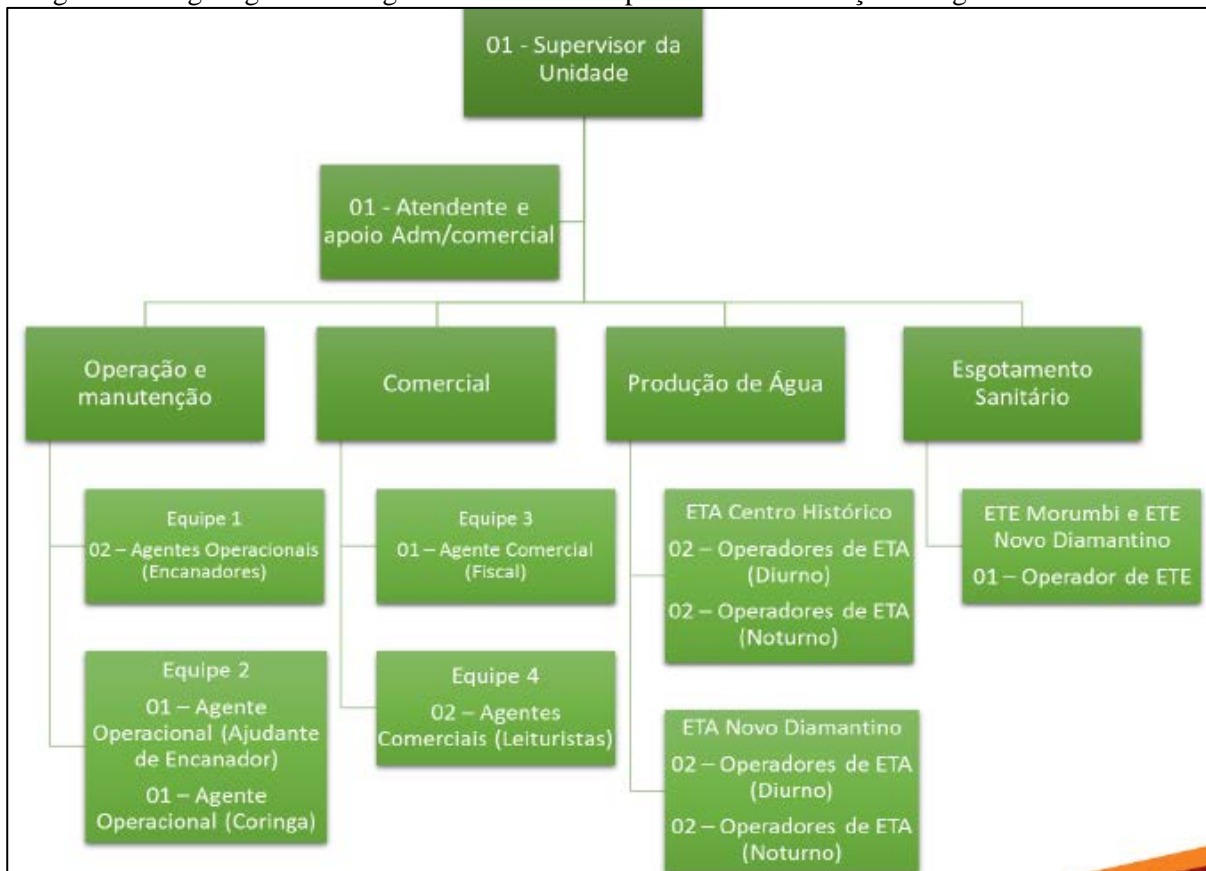 01 - Supervisor da
Unidade
01 - Atendente e
apoio Adm/comercial
Operação e
manutenção
Comercial
Produção de Água
Esgotamento
Sanitário
Equipe 1
02 – Agentes Operacionais
(Encanadores)
Equipe 2
01 – Agente
Operacional (Ajudante
de Encanador)
01 – Agente
Operacional (Coringa)
Equipe 3
01 – Agente Comercial
(Fiscal)
Equipe 4
02 – Agentes
Comerciais (Leituristas)
ETA Centro Histórico
02 – Operadores de ETA
(Diurno)
02 – Operadores de ETA
(Noturno)
ETA Novo Diamantino
02 – Operadores de ETA
(Diurno)
02 – Operadores de ETA
(Noturno)
ETE Morumbi e ETE
Novo Diamantino
01 – Operador de ETE